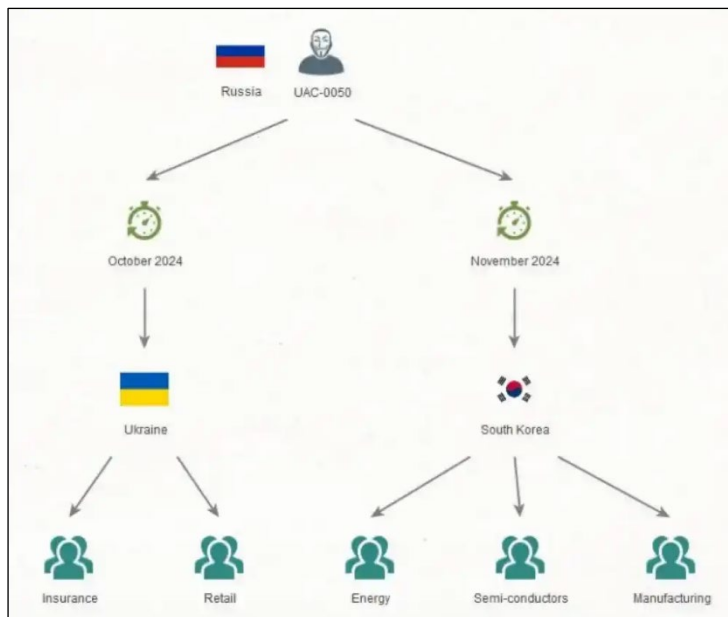 Russia UAC-0050
October 2024 November 2024
Ukraine South Korea
Insurance Retail Energy Semi-conductors Manufacturing